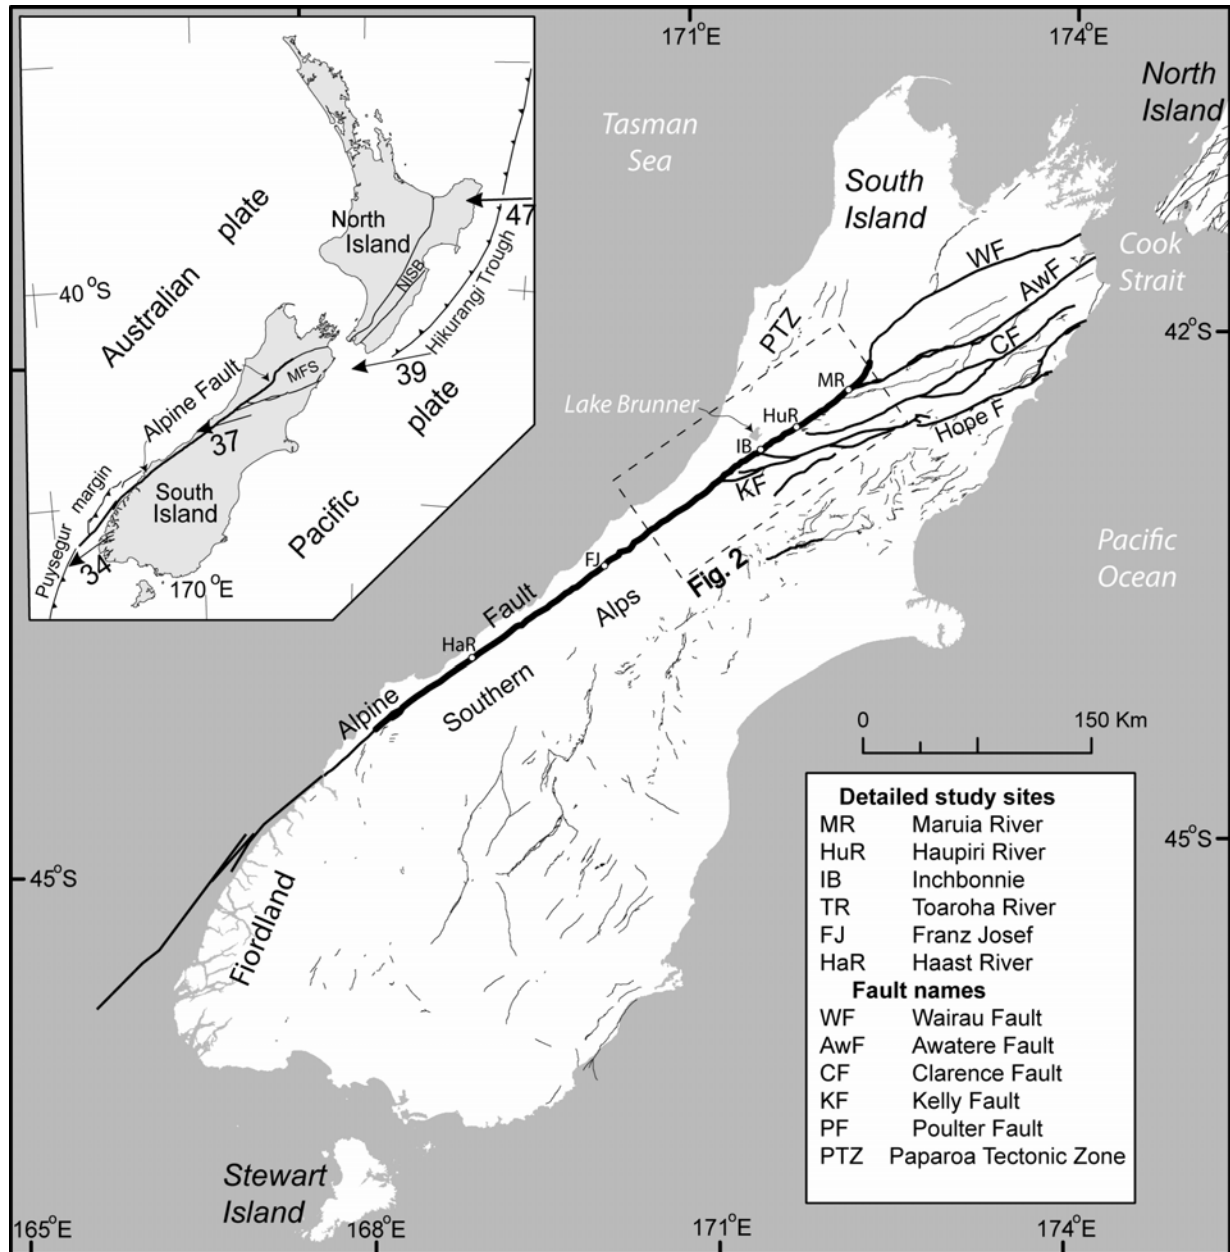 171°E
174°E
North
Island
Tasman
Sea
South
Island
Cook
Strait
WF
AwF
CF
PTZ
42°S
MR
Lake Brunner
HuR
IB
Hope F
KF
Pacific
Ocean
FJ
Fig. 2
Fault
Alps
HaR
Southern
Alpine
0 150 Km
Detailed study sites
MR Maruia River
HuR Haupiri River
IB Inchbonnie
TR Toaroha River
FJ Franz Josef
HaR Haast River
Fault names
WF Wairau Fault
AwF Awatere Fault
CF Clarence Fault
KF Kelly Fault
PF Poulter Fault
PTZ Paparoa Tectonic Zone
45°S
45°S
Fiordland
Stewart
Island
165°E
168°E
171°E
174°E
Australian
plate
North
Island
NISB
47
Hikurangi Trough
40°S
39
Alpine Fault
MFS
37
plate
Pacific
South
Island
Puysegur margin
34
170°E